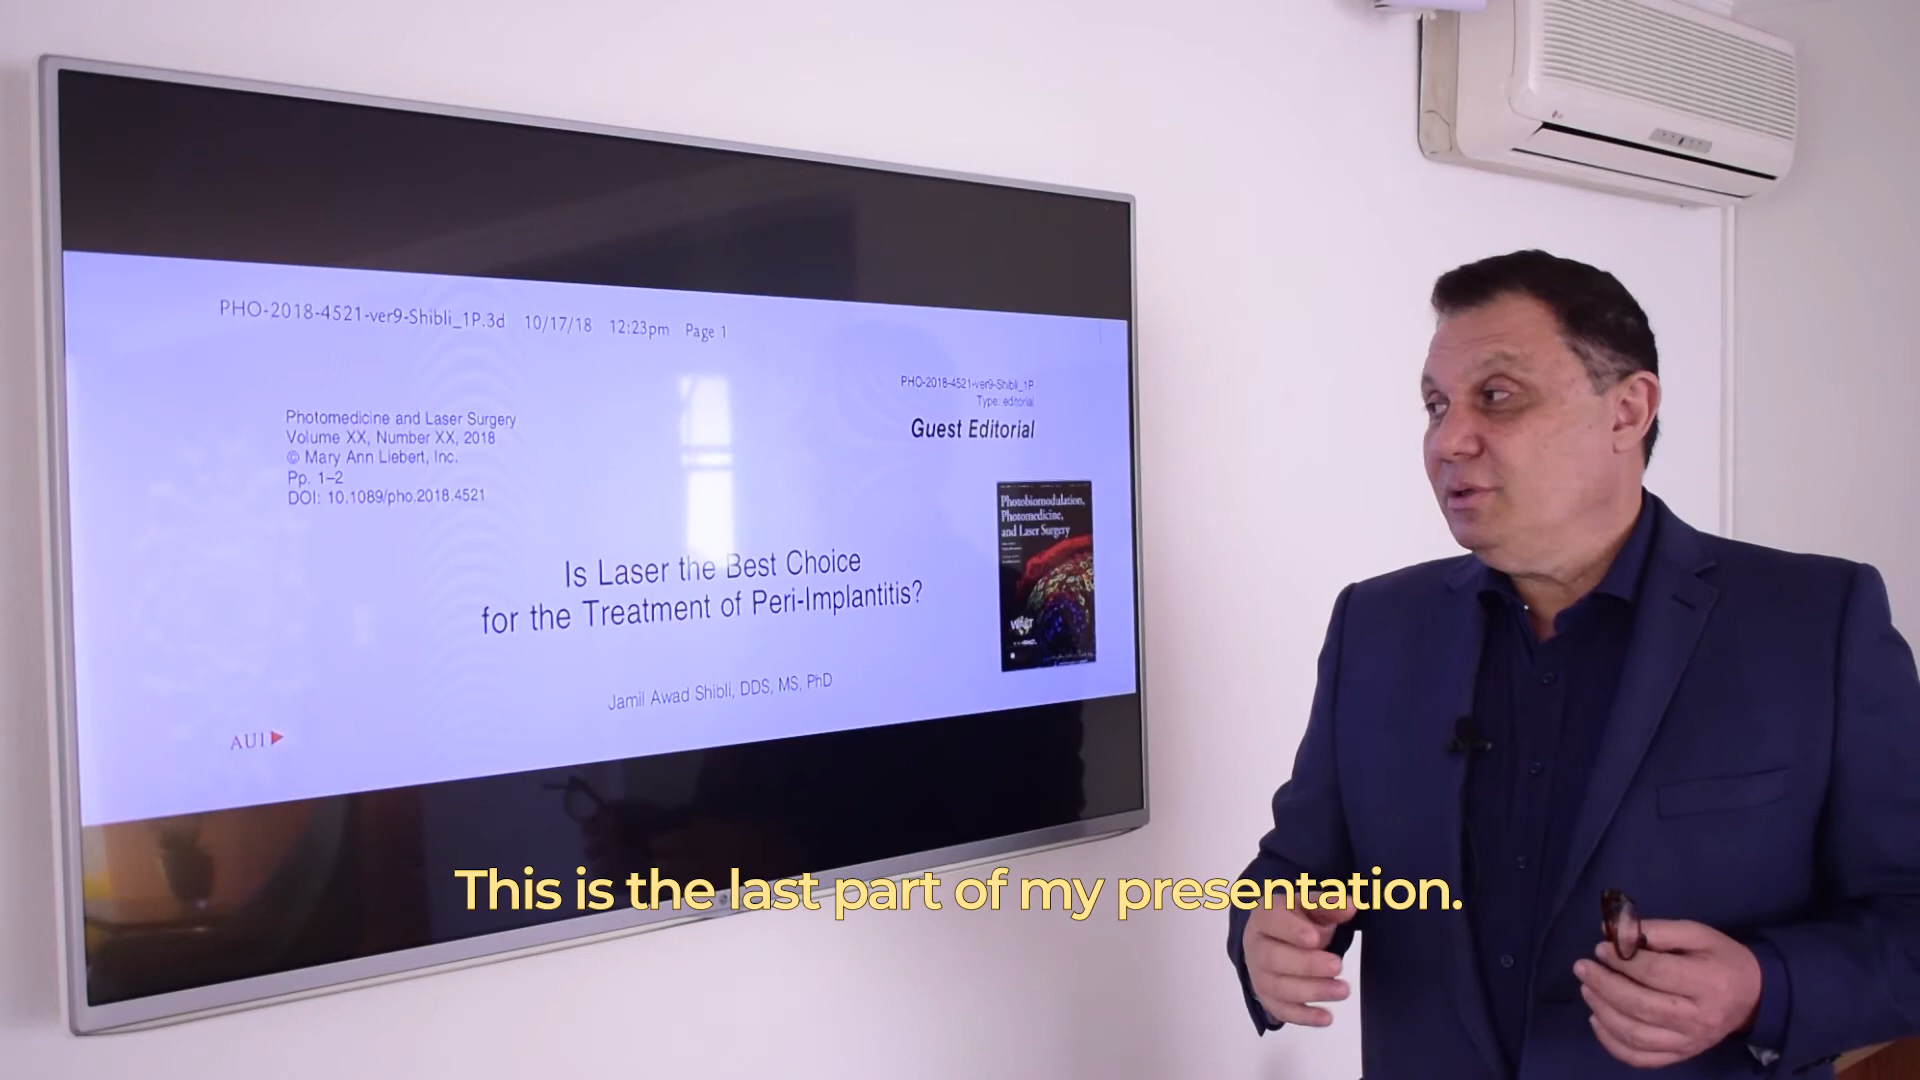 PHO-2018-4521-ver9-Shibli_1P.3d 10/17/18 12:23pm Page 1
PHO-2018-4521-ver9-Shibli_1P
Type: editorial
Guest Editorial
Photomedicine and Laser Surgery
Volume XX, Number XX, 2018
© Mary Ann Liebert, Inc.
Pp. 1–2
DOI: 10.1089/pho.2018.4521
Photobiomodulation,
Photomedicine,
and Laser Surgery
Is Laser the Best Choice
for the Treatment of Peri-Implantitis?
Jamil Awad Shibli, DDS, MS, PhD
AU1
This is the last part of my presentation.